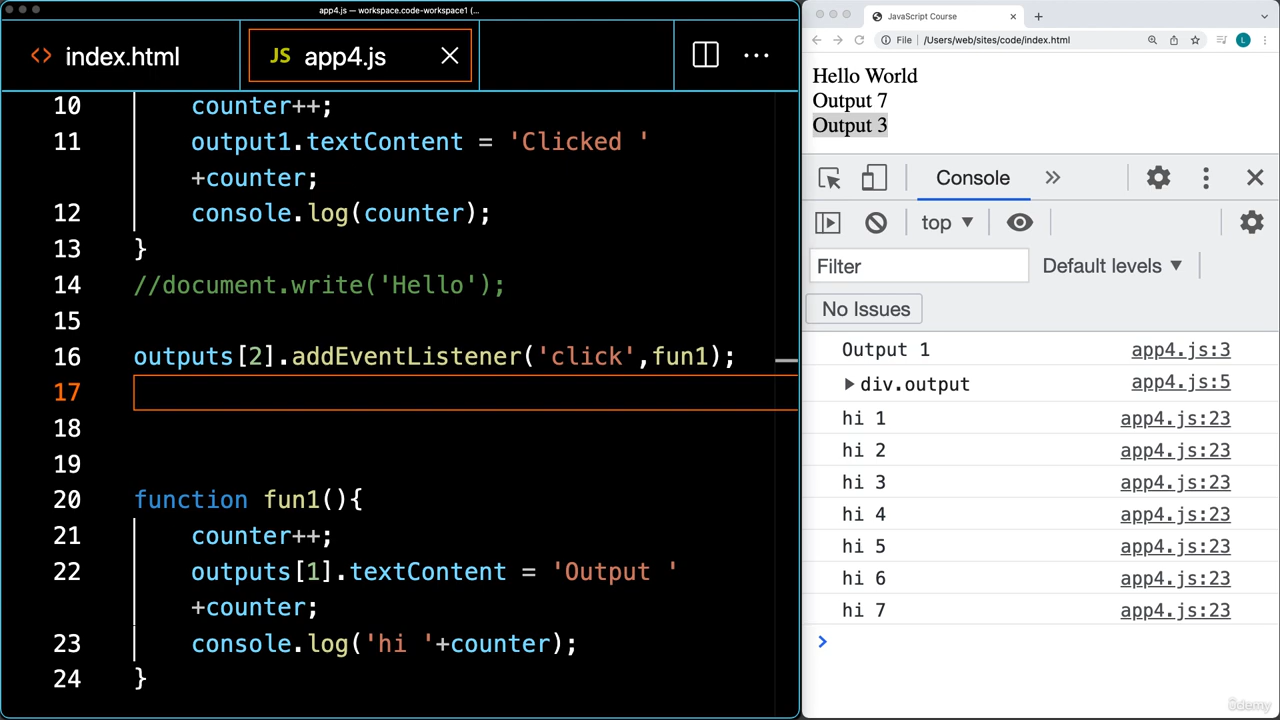 app4.js — workspace.code-workspace1 (...
index.html
JS app4.js
10 counter++;
11 output1.textContent = 'Clicked '
+counter;
12 console.log(counter);
13 }
14 //document.write('Hello');
15
16 outputs[2].addEventListener('click',fun1);
17
18
19
20 function fun1(){
21 counter++;
22 outputs[1].textContent = 'Output '
+counter;
23 console.log('hi '+counter);
24 }
JavaScript Course
File /Users/web/sites/code/index.html
L
Hello World
Output 7
Output 3
Console
top
Filter
Default levels
No Issues
Output 1 app4.js:3
div.output app4.js:5
hi 1 app4.js:23
hi 2 app4.js:23
hi 3 app4.js:23
hi 4 app4.js:23
hi 5 app4.js:23
hi 6 app4.js:23
hi 7 app4.js:23
ûdemy